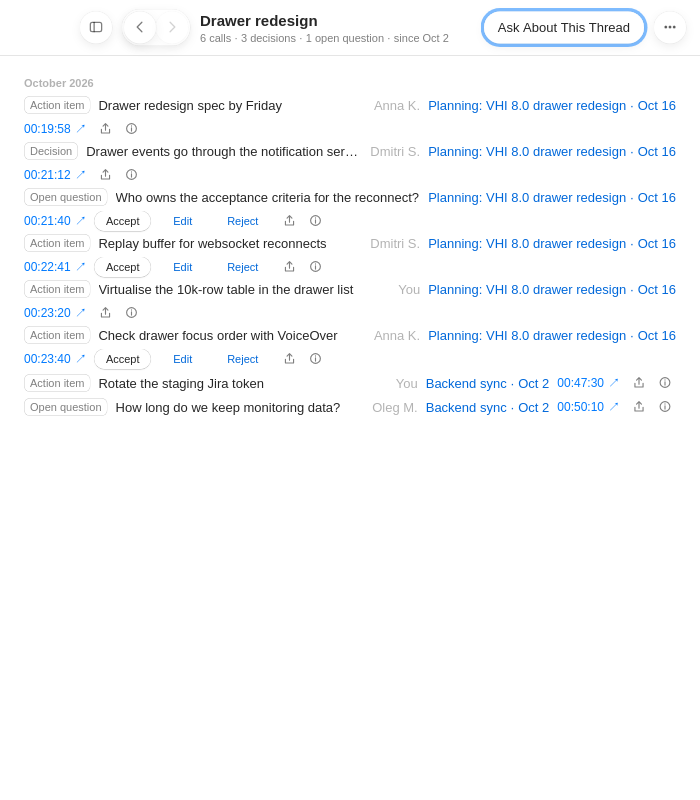 Drawer redesign
6 calls · 3 decisions · 1 open question · since Oct 2
Ask About This Thread
October 2026
Action item Drawer redesign spec by Friday Anna K. Planning: VHI 8.0 drawer redesign · Oct 16
00:19:58
Decision Drawer events go through the notification ser… Dmitri S. Planning: VHI 8.0 drawer redesign · Oct 16
00:21:12
Open question Who owns the acceptance criteria for the reconnect? Planning: VHI 8.0 drawer redesign · Oct 16
00:21:40 Accept Edit Reject
Action item Replay buffer for websocket reconnects Dmitri S. Planning: VHI 8.0 drawer redesign · Oct 16
00:22:41 Accept Edit Reject
Action item Virtualise the 10k-row table in the drawer list You Planning: VHI 8.0 drawer redesign · Oct 16
00:23:20
Action item Check drawer focus order with VoiceOver Anna K. Planning: VHI 8.0 drawer redesign · Oct 16
00:23:40 Accept Edit Reject
Action item Rotate the staging Jira token You Backend sync · Oct 2 00:47:30
Open question How long do we keep monitoring data? Oleg M. Backend sync · Oct 2 00:50:10